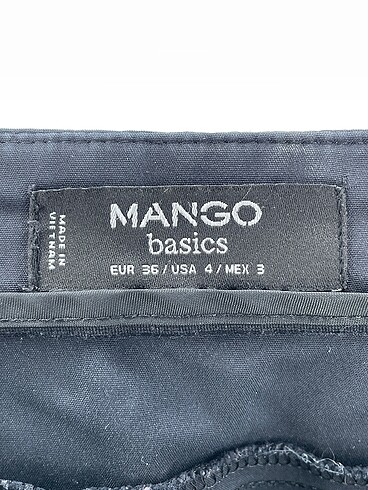 MANGO
basics
EUR 36 / USA 4 / MEX 3
MADE IN
VIETNAM